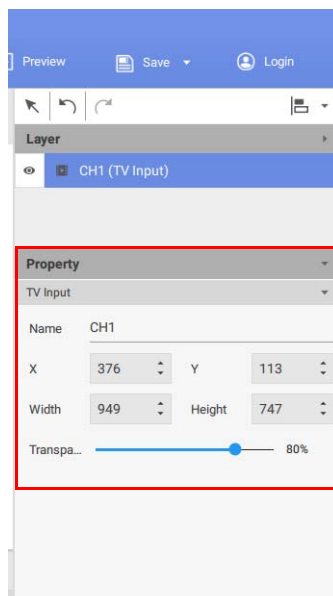 Preview Save Login
Layer
CH1 (TV Input)
Property
TV Input
Name CH1
X 376 Y 113
Width 949 Height 747
Transpa... 80%